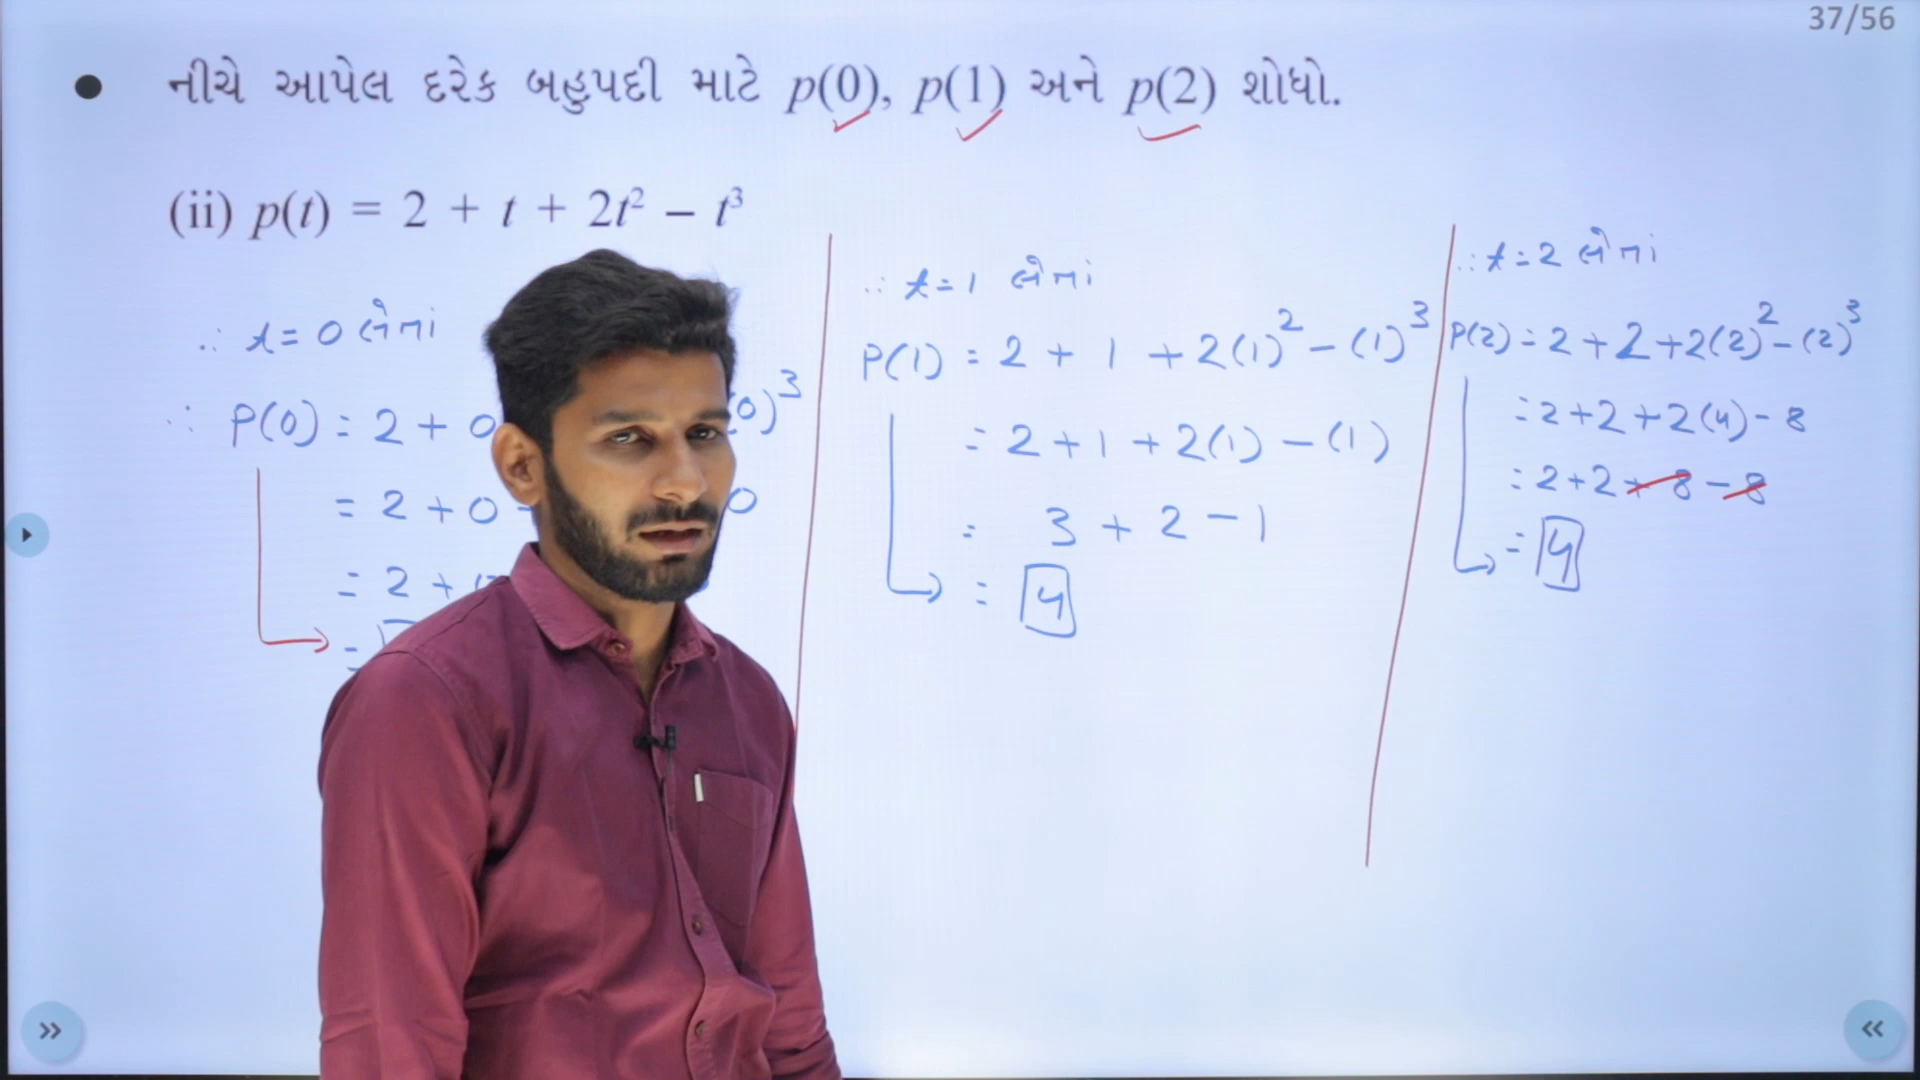 37/56
● નીચે આપેલ દરેક બહુપદી માટે p(0), p(1) અને p(2) શોધો.
(ii) p(t) = 2 + t + 2t² – t³
∴ t = 0 લેતાં
∴ P(0) = 2 + 0 (0)³
= 2 + 0 0
= 2 +
=
∴ t = 1 લેતાં
P(1) = 2 + 1 + 2(1)² – (1)³
= 2 + 1 + 2(1) – (1)
= 3 + 2 – 1
= 4
∴ t = 2 લેતાં
P(2) = 2 + 2 + 2(2)² – (2)³
= 2 + 2 + 2(4) – 8
= 2 + 2 + 8 – 8
= 4